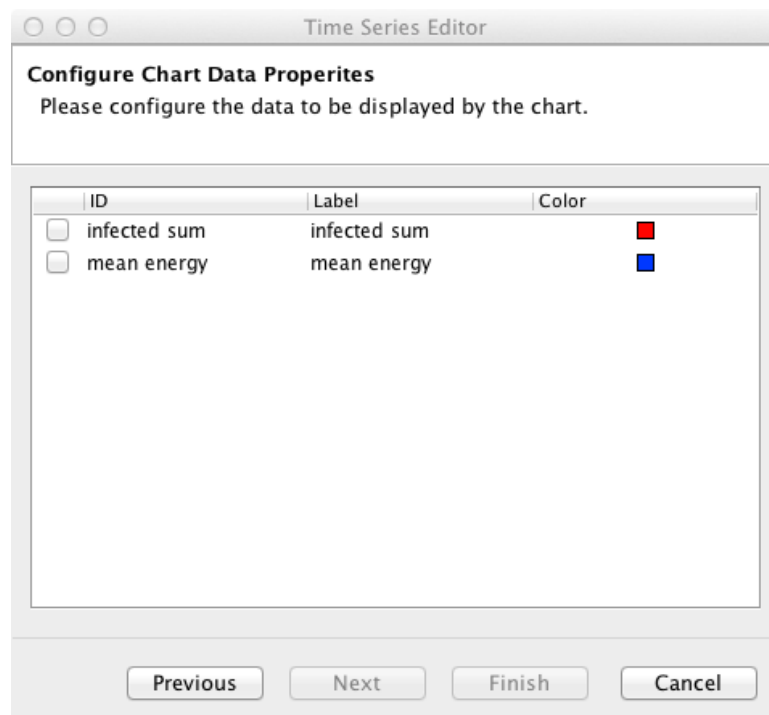 Time Series Editor
Configure Chart Data Properites
Please configure the data to be displayed by the chart.
ID Label Color
infected sum infected sum
mean energy mean energy
Previous Next Finish Cancel